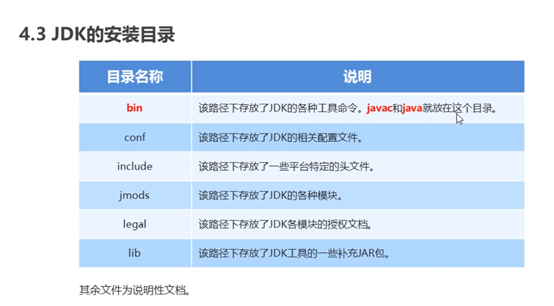 4.3 JDK的安装目录
目录名称 说明
bin 该路径下存放了JDK的各种工具命令。javac和java就放在这个目录。
conf 该路径下存放了JDK的相关配置文件。
include 该路径下存放了一些平台特定的头文件。
jmods 该路径下存放了JDK的各种模块。
legal 该路径下存放了JDK各模块的授权文档。
lib 该路径下存放了JDK工具的一些补充JAR包。
其余文件为说明性文档。